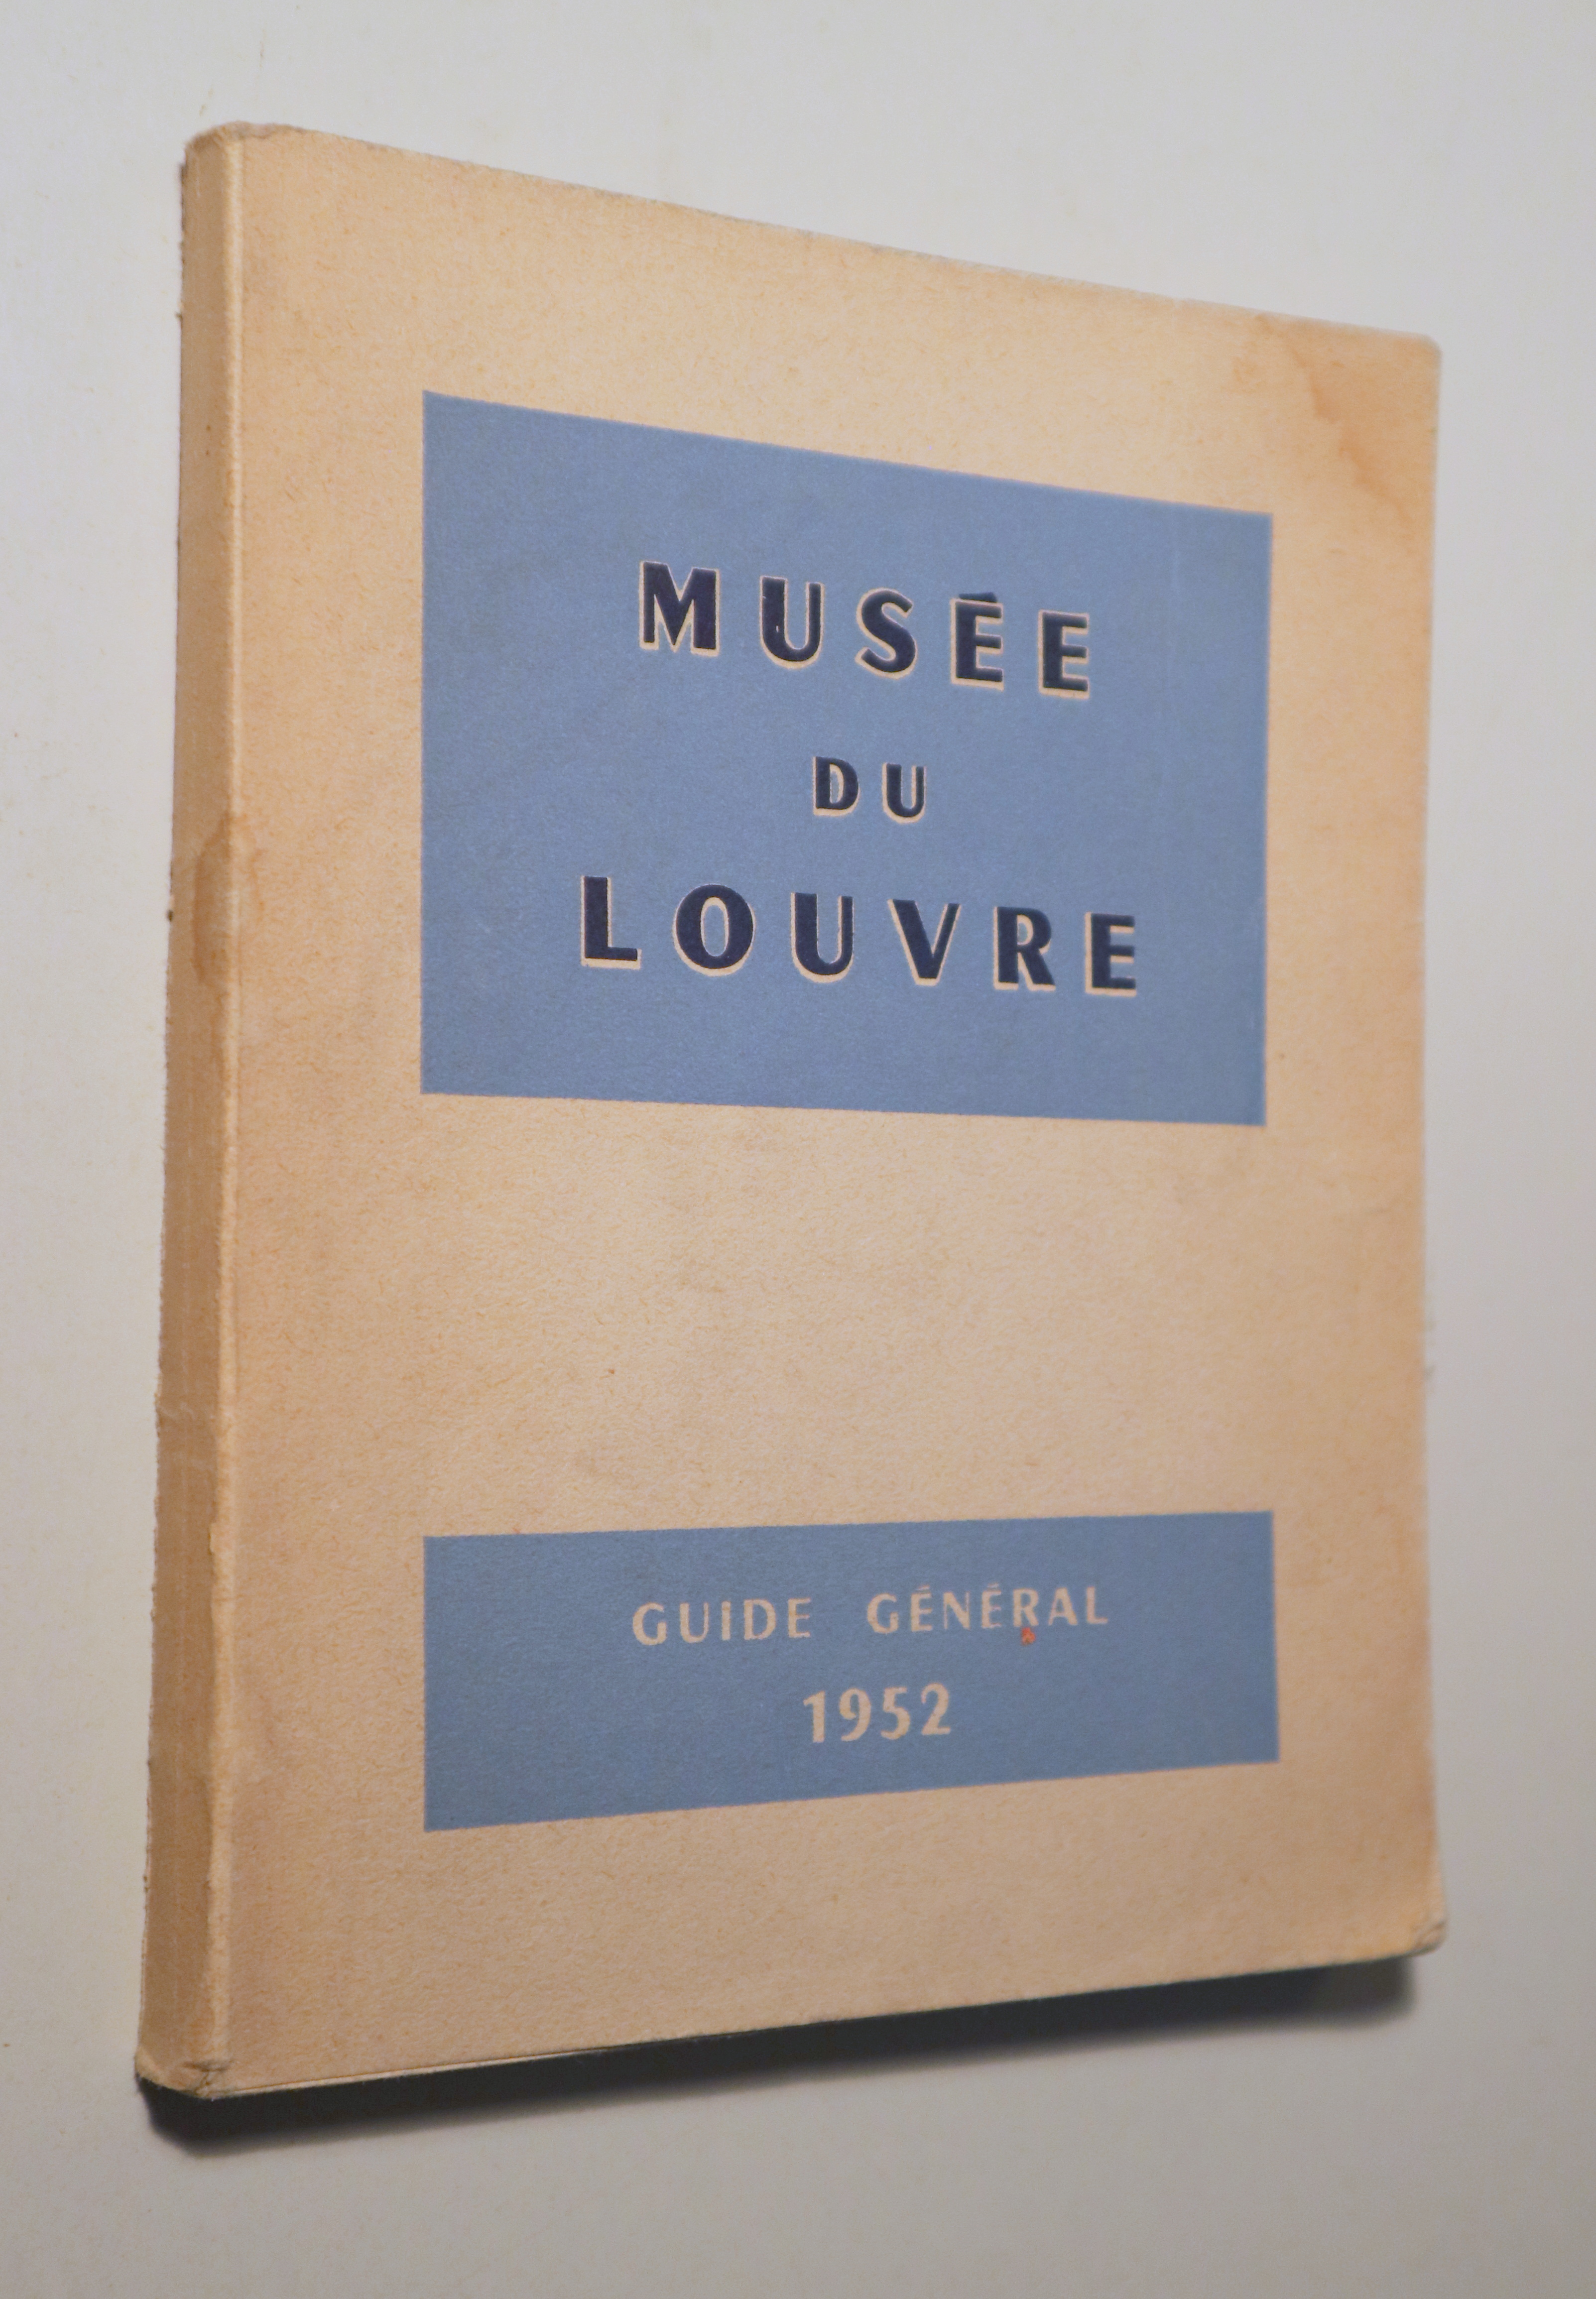 MUSÉE
DU
LOUVRE
GUIDE GÉNÉRAL
1952